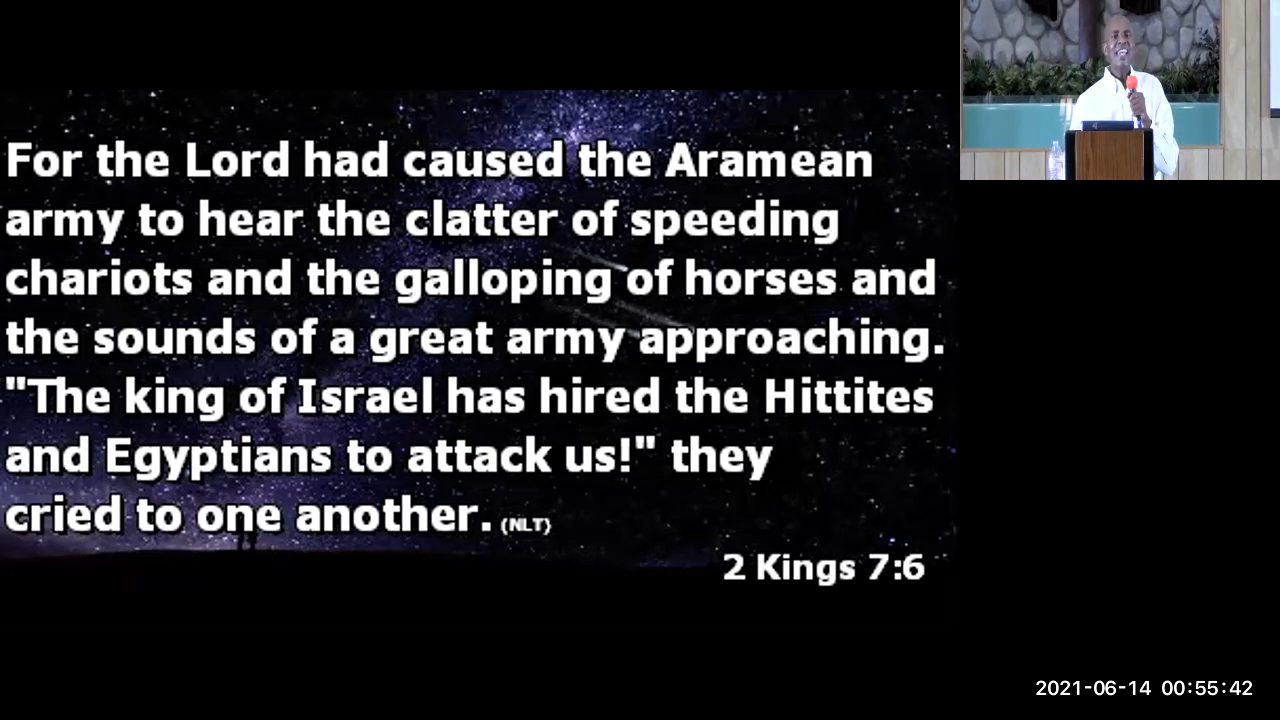 For the Lord had caused the Aramean
army to hear the clatter of speeding
chariots and the galloping of horses and
the sounds of a great army approaching.
"The king of Israel has hired the Hittites
and Egyptians to attack us!" they
cried to one another. (NLT)
2 Kings 7:6
2021-06-14 00:55:42